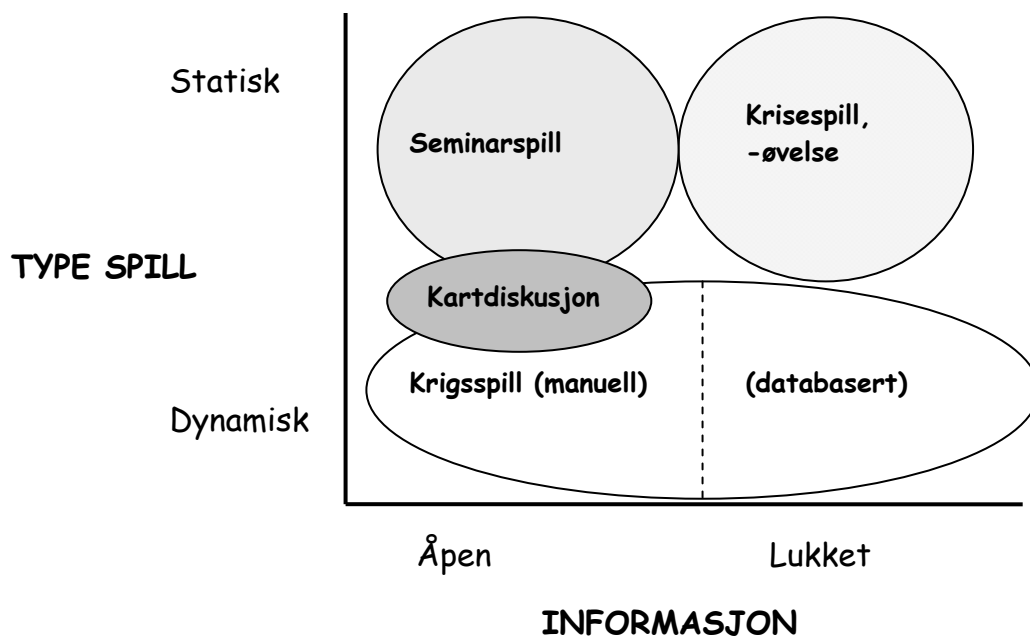 Statisk
Seminarspill
Krisespill,
-øvelse
TYPE SPILL
Kartdiskusjon
Krigsspill (manuell)
(databasert)
Dynamisk
Åpen
Lukket
INFORMASJON